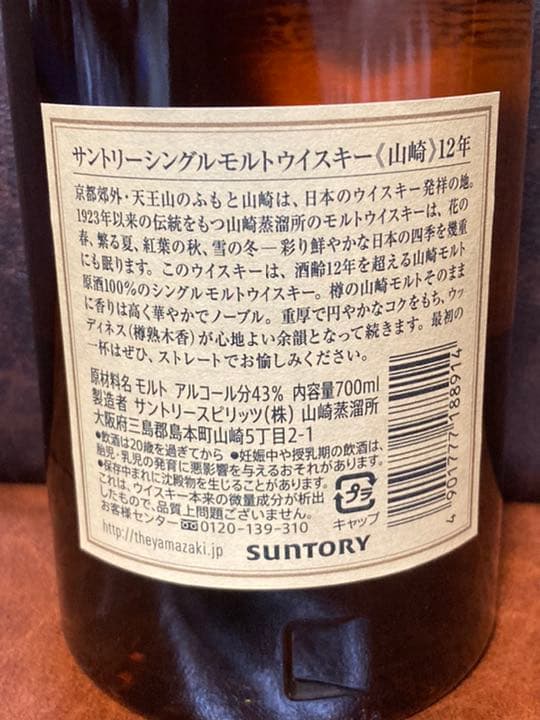 サントリーシングルモルトウイスキー《山崎》12年
京都郊外・天王山のふもと山崎は、日本のウイスキー発祥の地。
1923年以来の伝統をもつ山崎蒸溜所のモルトウイスキーは、花の
春、繁る夏、紅葉の秋、雪の冬―彩り鮮やかな日本の四季を幾重
にも眠ります。このウイスキーは、酒齢12年を超える山崎モルト
原酒100%のシングルモルトウイスキー。樽の山崎モルトそのまま
に香りは高く華やかでノーブル。重厚で円やかなコクをもち、ウッ
ディネス(樽熟木香)が心地よい余韻となって続きます。最初の
一杯はぜひ、ストレートでお愉しみください。
原材料名 モルト アルコール分43% 内容量700ml
製造者 サントリースピリッツ(株) 山崎蒸溜所
大阪府三島郡島本町山崎5丁目2-1
●飲酒は20歳を過ぎてから ●妊娠中や授乳期の飲酒は、
胎児・乳児の発育に悪影響を与えるおそれがあります。
●保存中まれに沈殿物を生じることがありますが、
これは、ウイスキー本来の微量成分が析出
したもので、品質上問題ございません。
お客様センター 0120-139-310
http://theyamazaki.jp
SUNTORY
プラ
キャップ
4 901777 188914